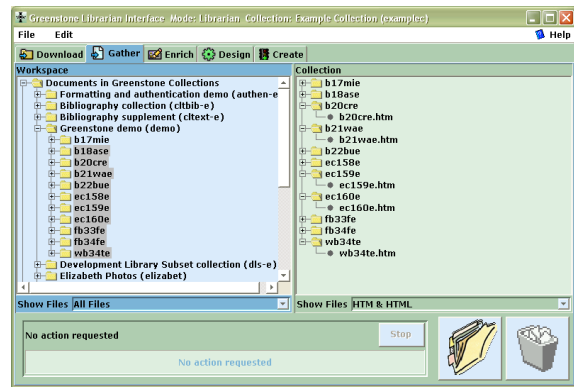 Greenstone Librarian Interface Mode: Librarian Collection: Example Collection (examplec)
File Edit Help
Download Gather Enrich Design Create
Workspace
Documents in Greenstone Collections
Formatting and authentication demo (authen-e
Bibliography collection (cltbib-e)
Bibliography supplement (cltext-e)
Greenstone demo (demo)
b17mie
b18ase
b20cre
b21wae
b22bue
ec158e
ec159e
ec160e
fb33fe
fb34fe
wb34te
Development Library Subset collection (dls-e)
Elizabeth Photos (elizabet)
Show Files All Files
Collection
b17mie
b18ase
b20cre
b20cre.htm
b21wae
b21wae.htm
b22bue
ec158e
ec159e
ec159e.htm
ec160e
ec160e.htm
fb33fe
fb34fe
wb34te
wb34te.htm
Show Files HTM & HTML
No action requested
Stop
No action requested